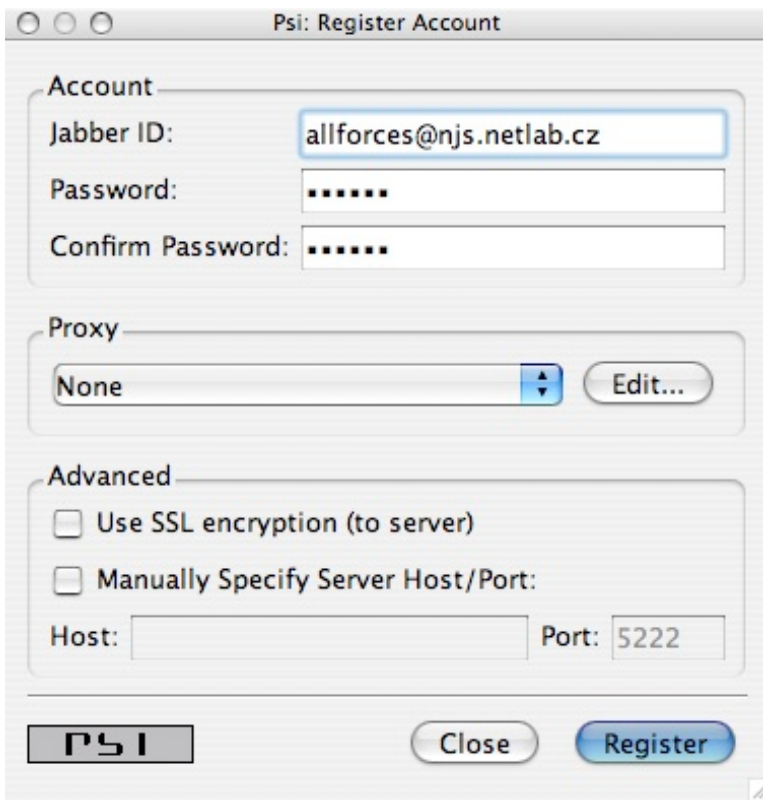 Psi: Register Account
Account
Jabber ID: allforces@njs.netlab.cz
Password: ▪▪▪▪▪▪
Confirm Password: ▪▪▪▪▪▪
Proxy
None Edit...
Advanced
Use SSL encryption (to server)
Manually Specify Server Host/Port:
Host: Port: 5222
PSI Close Register